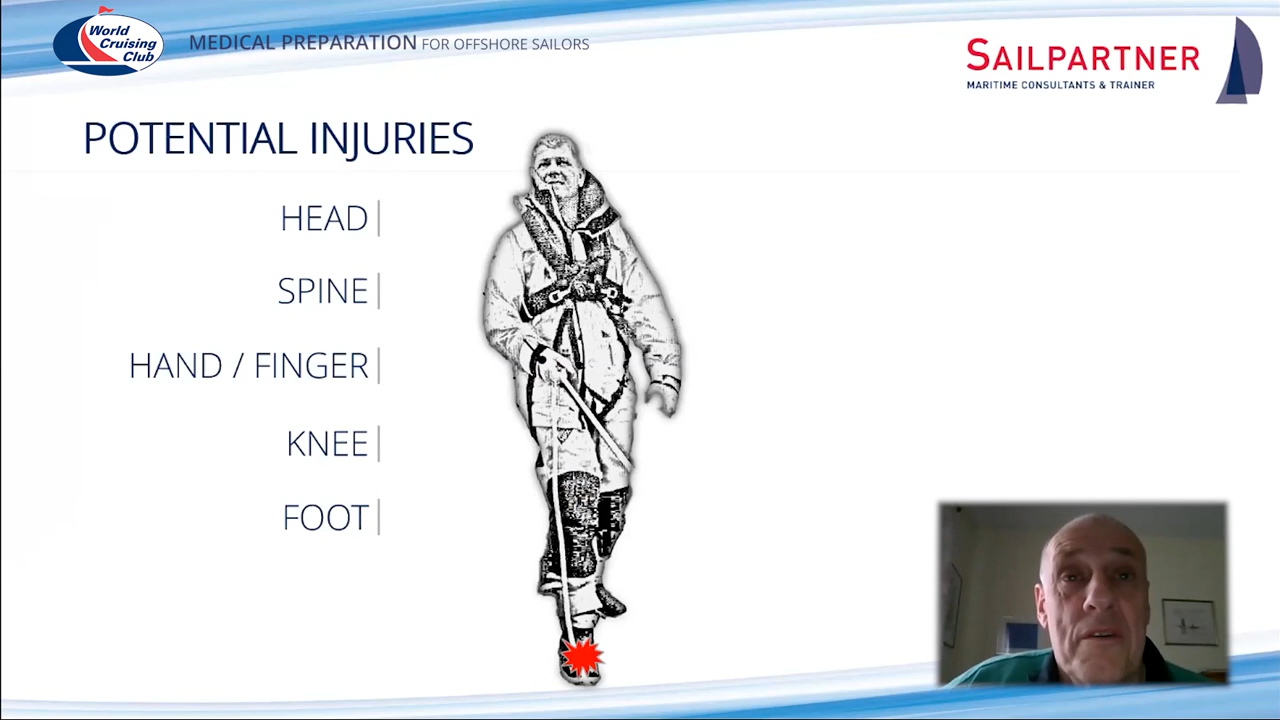 World
Cruising
Club
MEDICAL PREPARATION FOR OFFSHORE SAILORS
SAILPARTNER
MARITIME CONSULTANTS & TRAINER
POTENTIAL INJURIES
HEAD
SPINE
HAND / FINGER
KNEE
FOOT